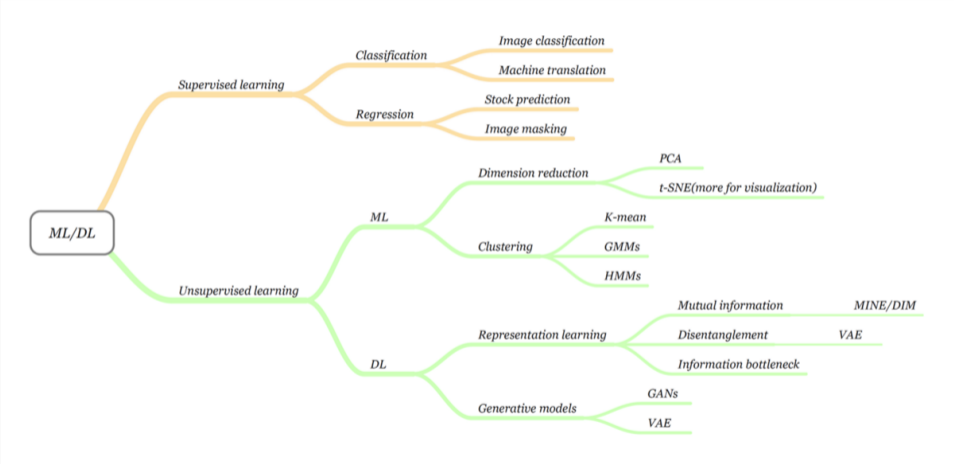 ML/DL
Supervised learning
Classification
Image classification
Machine translation
Regression
Stock prediction
Image masking
Unsupervised learning
ML
Dimension reduction
PCA
t-SNE(more for visualization)
Clustering
K-mean
GMMs
HMMs
DL
Representation learning
Mutual information
MINE/DIM
Disentanglement
VAE
Information bottleneck
Generative models
GANs
VAE